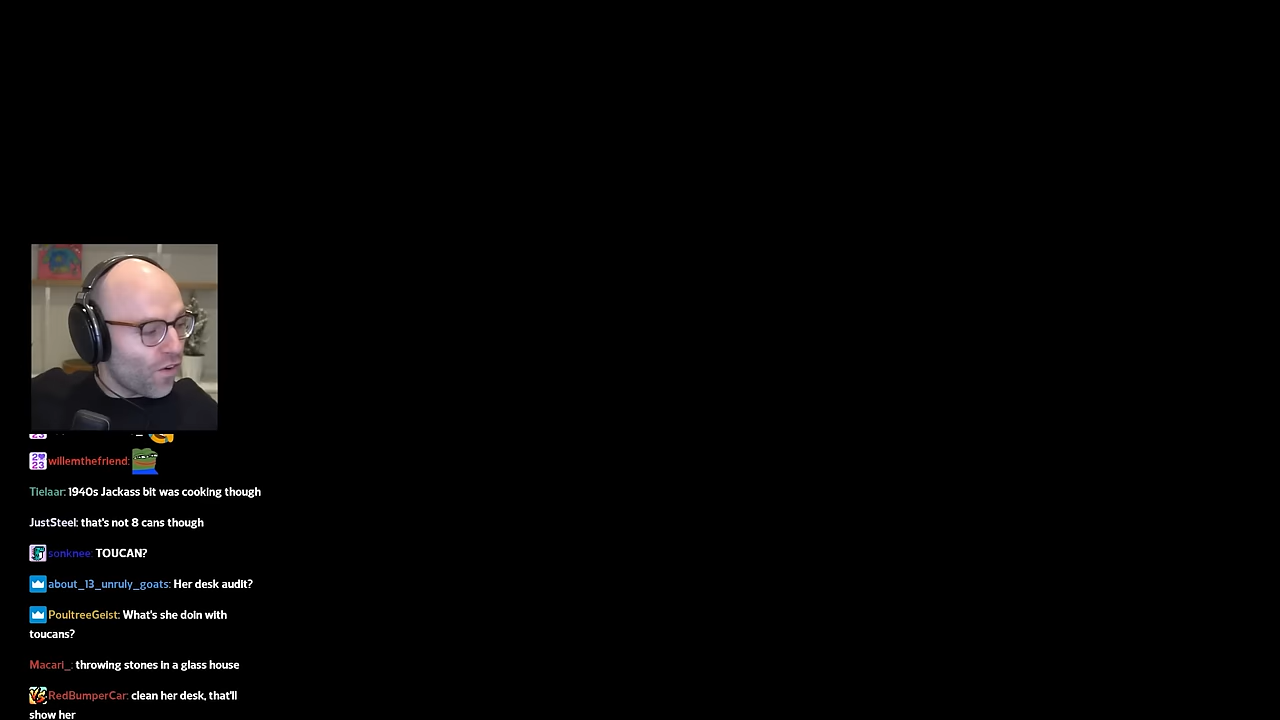 willemthefriend:
Tielaar: 1940s Jackass bit was cooking though
JustSteel: that's not 8 cans though
sonknee: TOUCAN?
about_13_unruly_goats: Her desk audit?
PoultreeGeist: What's she doin with
toucans?
Macari_: throwing stones in a glass house
RedBumperCar: clean her desk, that'll
show her